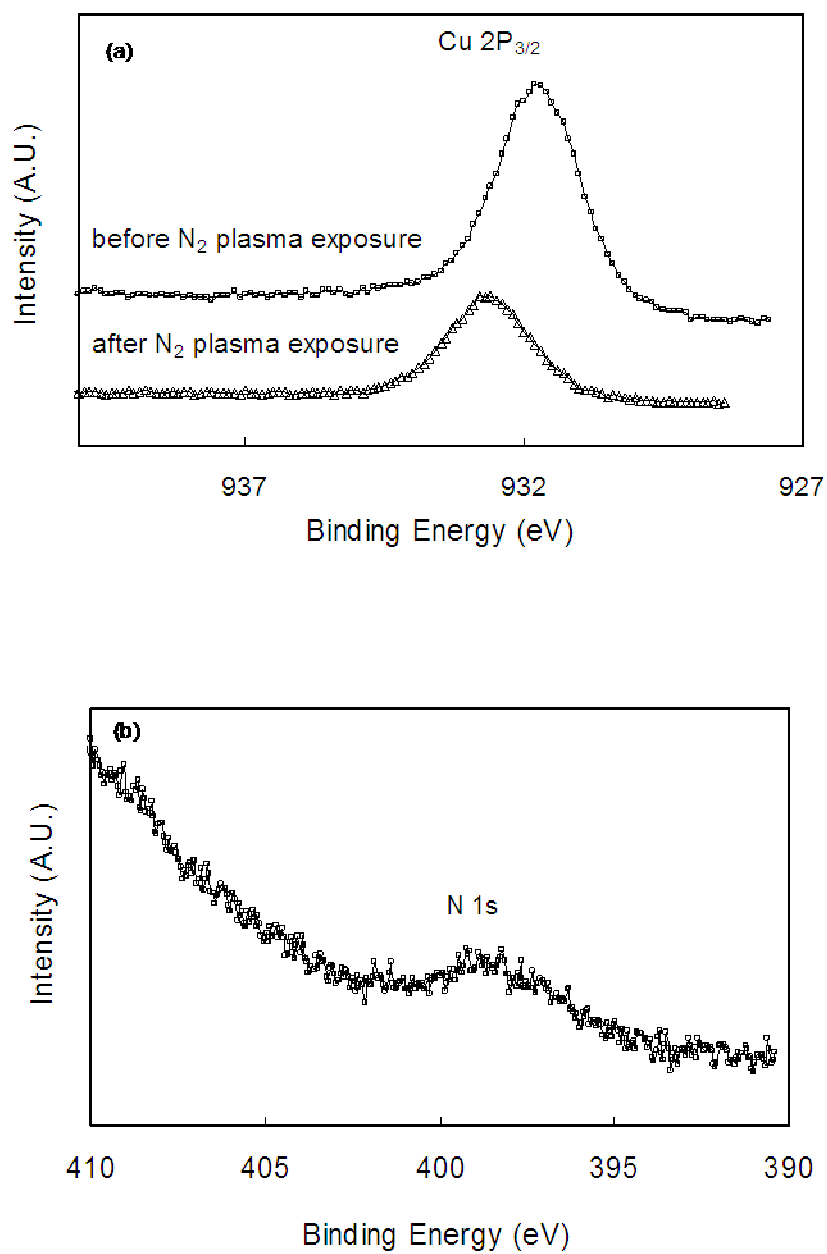 (a)
Cu 2P3/2
Intensity (A.U.)
before N2 plasma exposure
after N2 plasma exposure
937 932 927
Binding Energy (eV)
(b)
Intensity (A.U.)
N 1s
410 405 400 395 390
Binding Energy (eV)